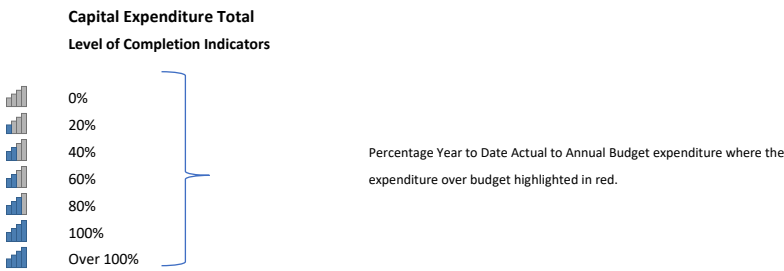 Capital Expenditure Total
Level of Completion Indicators
0%
20%
40%
60%
80%
100%
Over 100%
Percentage Year to Date Actual to Annual Budget expenditure where the
expenditure over budget highlighted in red.